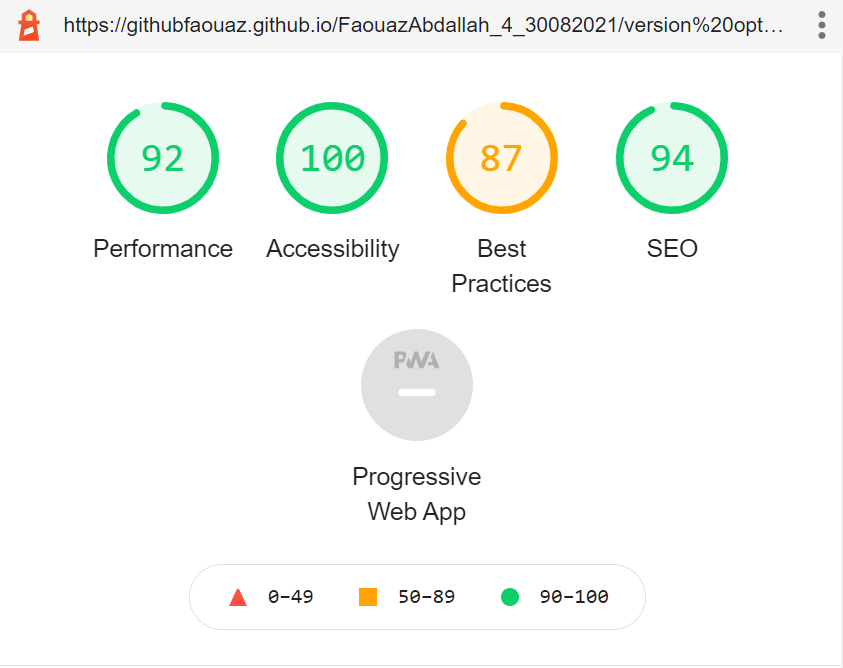 https://githubfaouaz.github.io/FaouazAbdallah_4_30082021/version%20opt…
92 100 87 94
Performance Accessibility Best Practices SEO
PWA
Progressive
Web App
0–49 50–89 90–100